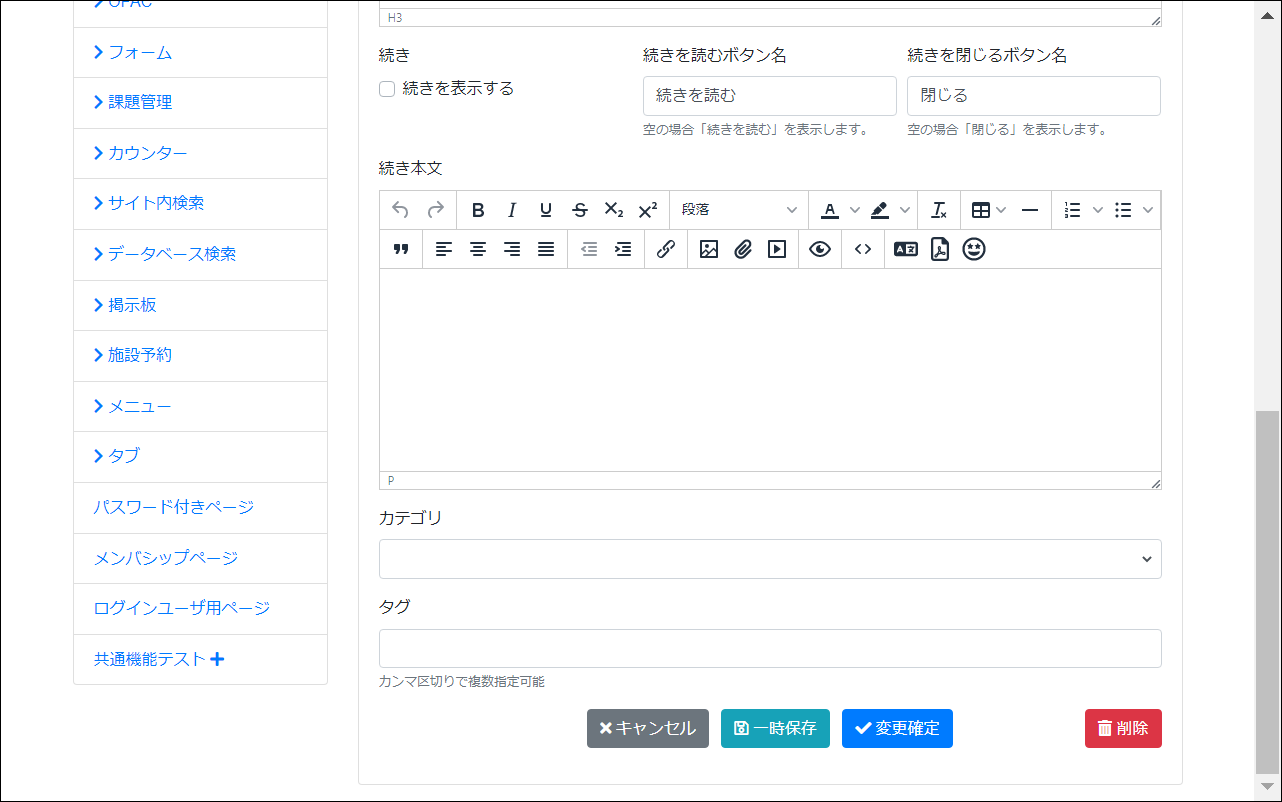 OPAC
フォーム
課題管理
カウンター
サイト内検索
データベース検索
掲示板
施設予約
メニュー
タブ
パスワード付きページ
メンバシップページ
ログインユーザ用ページ
共通機能テスト
H3
続き
続きを表示する
続きを読むボタン名
続きを読む
空の場合「続きを読む」を表示します。
続きを閉じるボタン名
閉じる
空の場合「閉じる」を表示します。
続き本文
B I U S X₂ X² 段落 A
P
カテゴリ
タグ
カンマ区切りで複数指定可能
キャンセル 一時保存 変更確定 削除